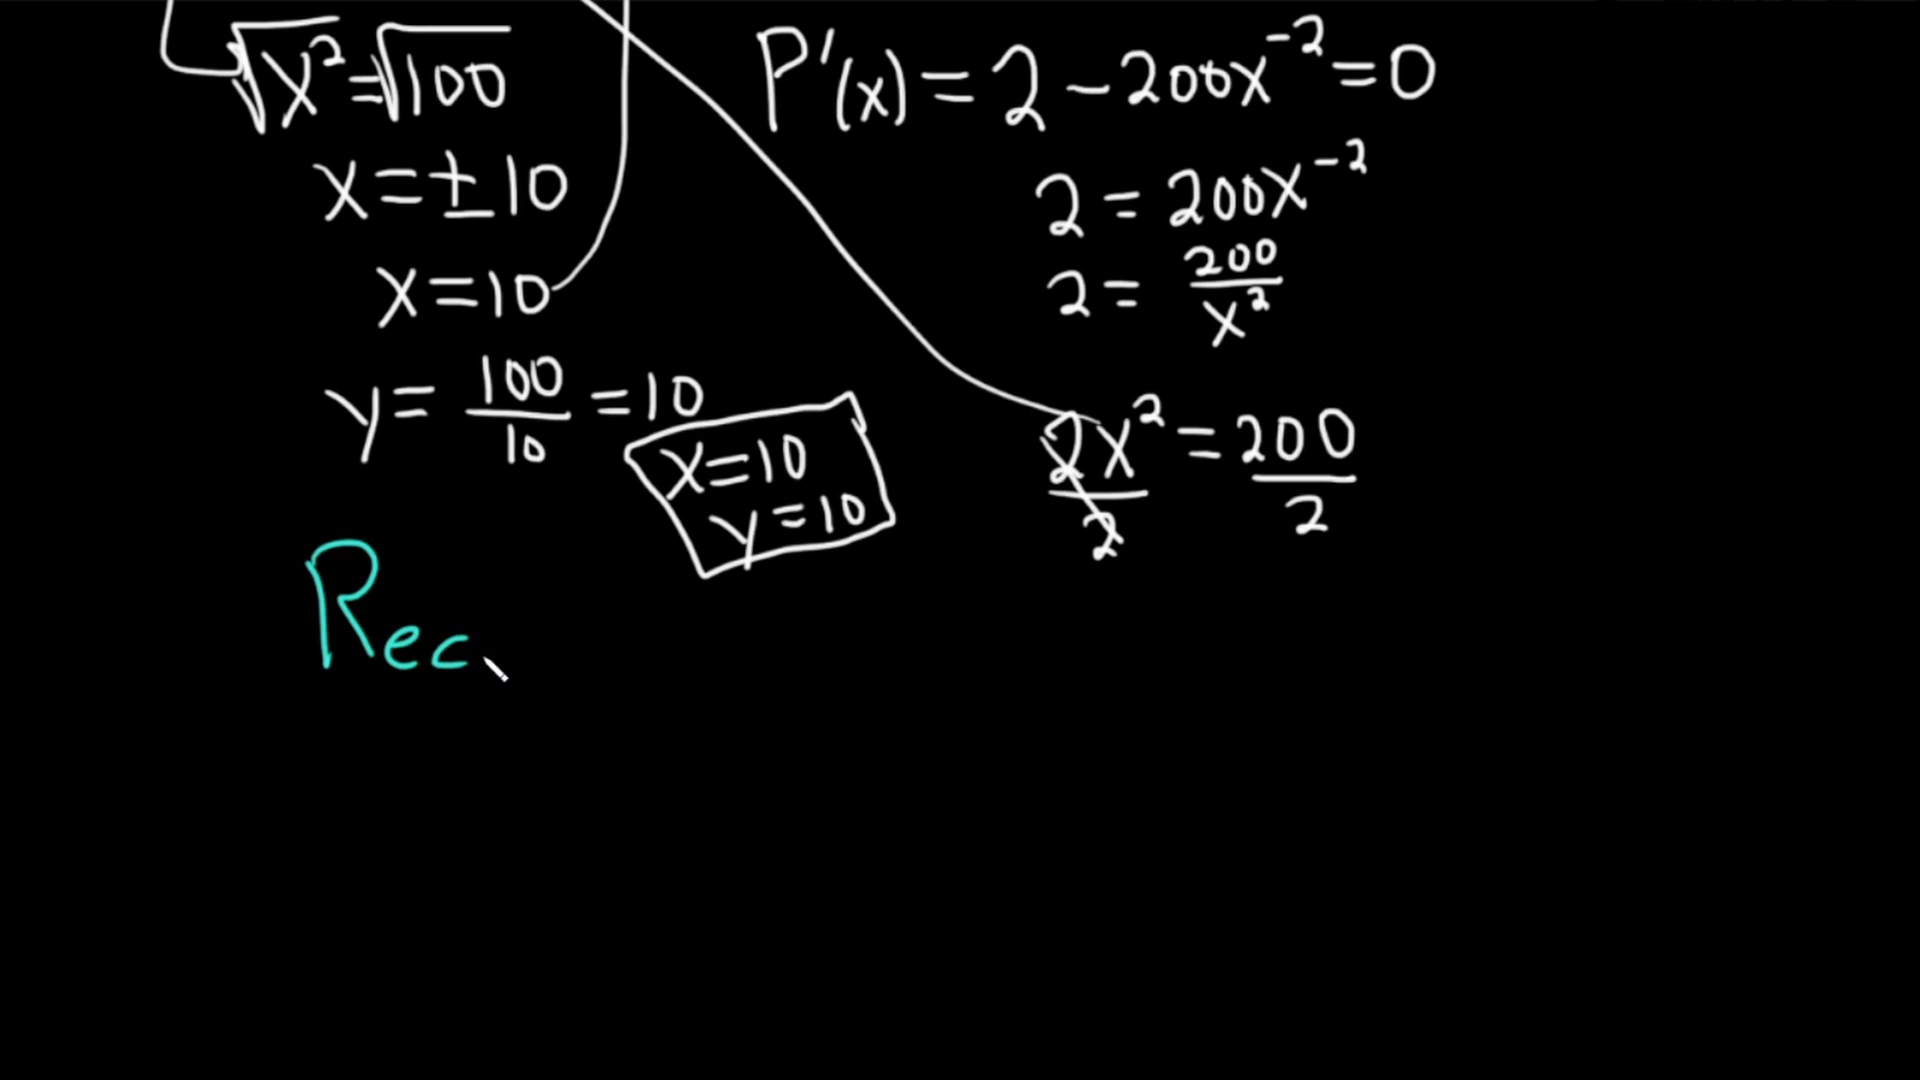 √x² = √100
x = ± 10
x = 10
y = 100/10 = 10
x = 10
y = 10
P'(x) = 2 - 200x⁻² = 0
2 = 200x⁻²
2 = 200/x²
2x²/2 = 200/2
Rec